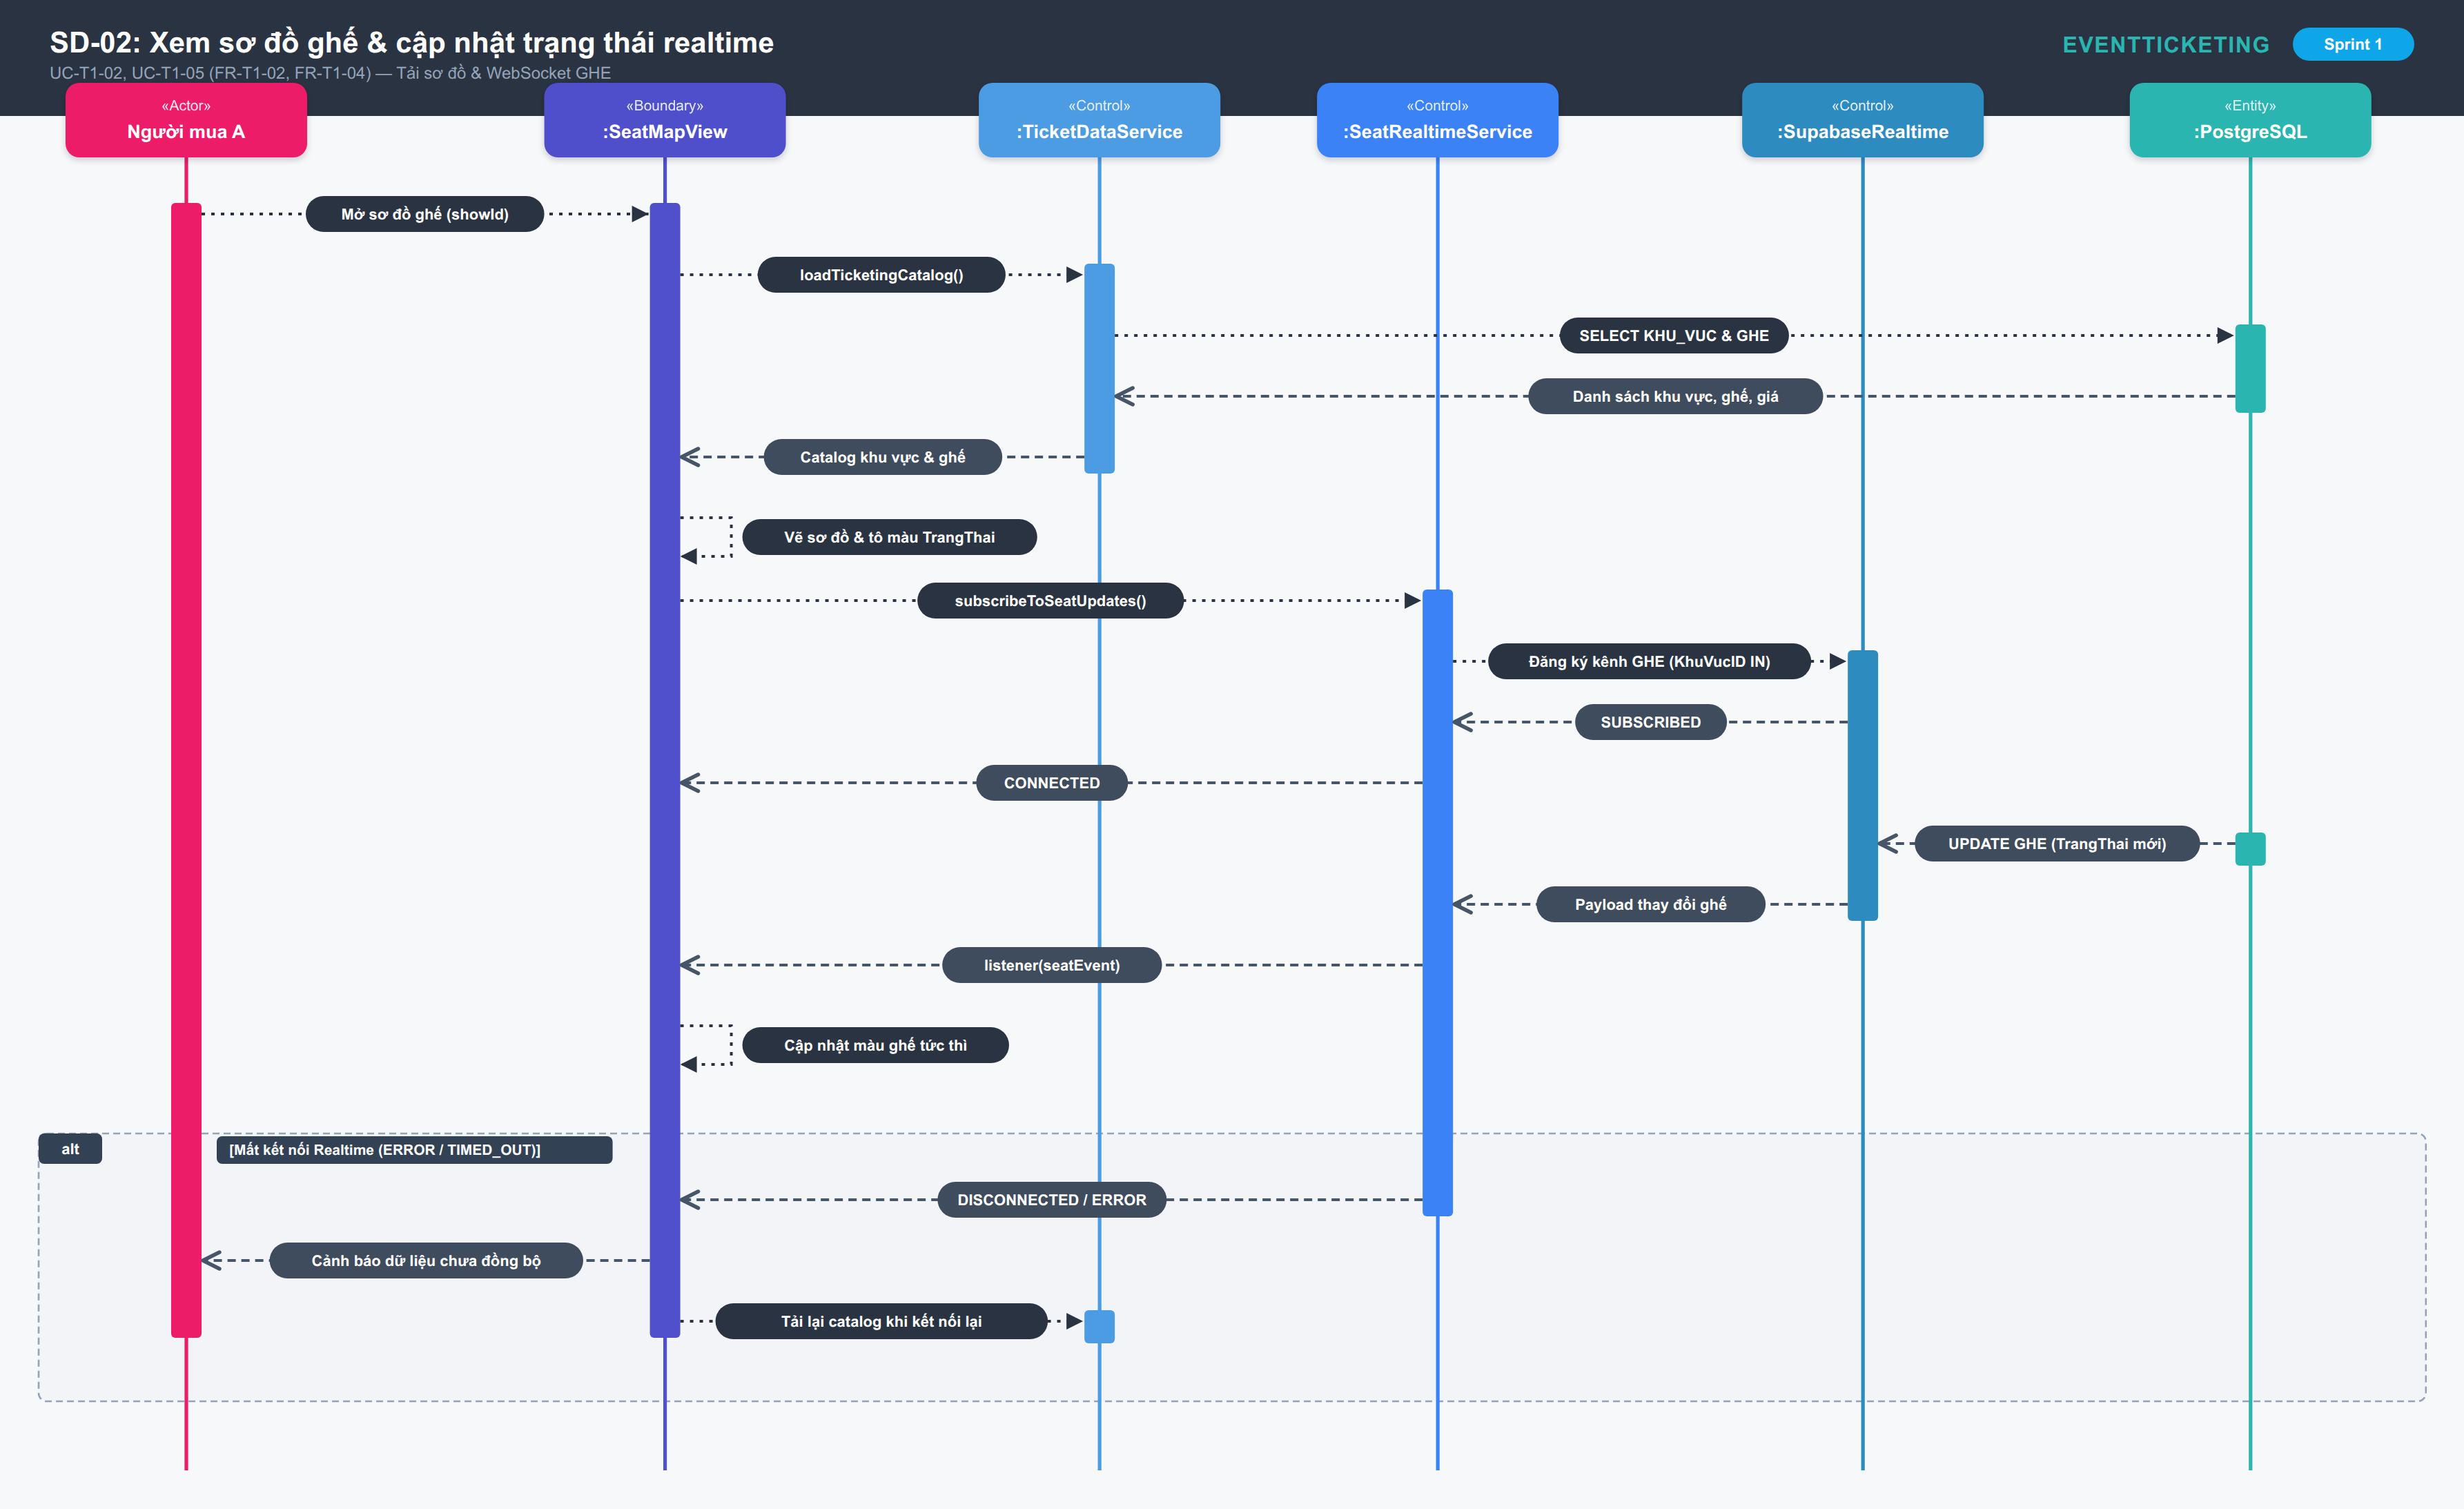 SD-02: Xem sơ đồ ghế & cập nhật trạng thái realtime
EVENTTICKETING
Sprint 1
UC-T1-02, UC-T1-05 (FR-T1-02, FR-T1-04) — Tải sơ đồ & WebSocket GHE
«Actor»
Người mua A
«Boundary»
:SeatMapView
«Control»
:TicketDataService
«Control»
:SeatRealtimeService
«Control»
:SupabaseRealtime
«Entity»
:PostgreSQL
Mở sơ đồ ghế (showId)
loadTicketingCatalog()
SELECT KHU_VUC & GHE
Danh sách khu vực, ghế, giá
Catalog khu vực & ghế
Vẽ sơ đồ & tô màu TrangThai
subscribeToSeatUpdates()
Đăng ký kênh GHE (KhuVucID IN)
SUBSCRIBED
CONNECTED
UPDATE GHE (TrangThai mới)
Payload thay đổi ghế
listener(seatEvent)
Cập nhật màu ghế tức thì
alt
[Mất kết nối Realtime (ERROR / TIMED_OUT)]
DISCONNECTED / ERROR
Cảnh báo dữ liệu chưa đồng bộ
Tải lại catalog khi kết nối lại